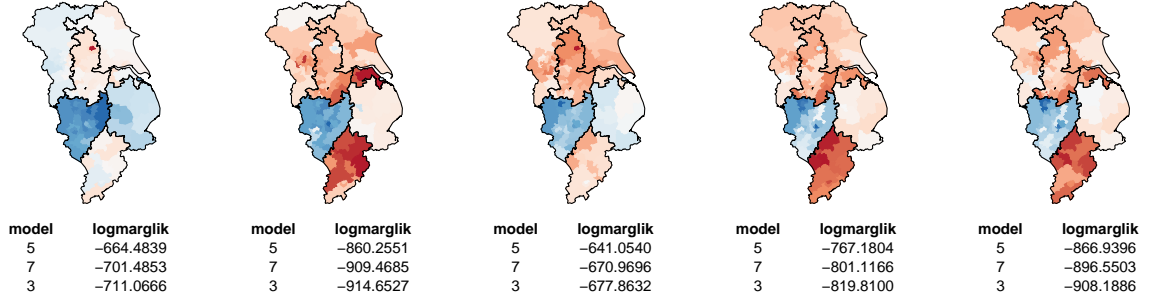 model logmarglik model logmarglik model logmarglik model logmarglik model logmarglik
5 −664.4839 5 −860.2551 5 −641.0540 5 −767.1804 5 −866.9396
7 −701.4853 7 −909.4685 7 −670.9696 7 −801.1166 7 −896.5503
3 −711.0666 3 −914.6527 3 −677.8632 3 −819.8100 3 −908.1886